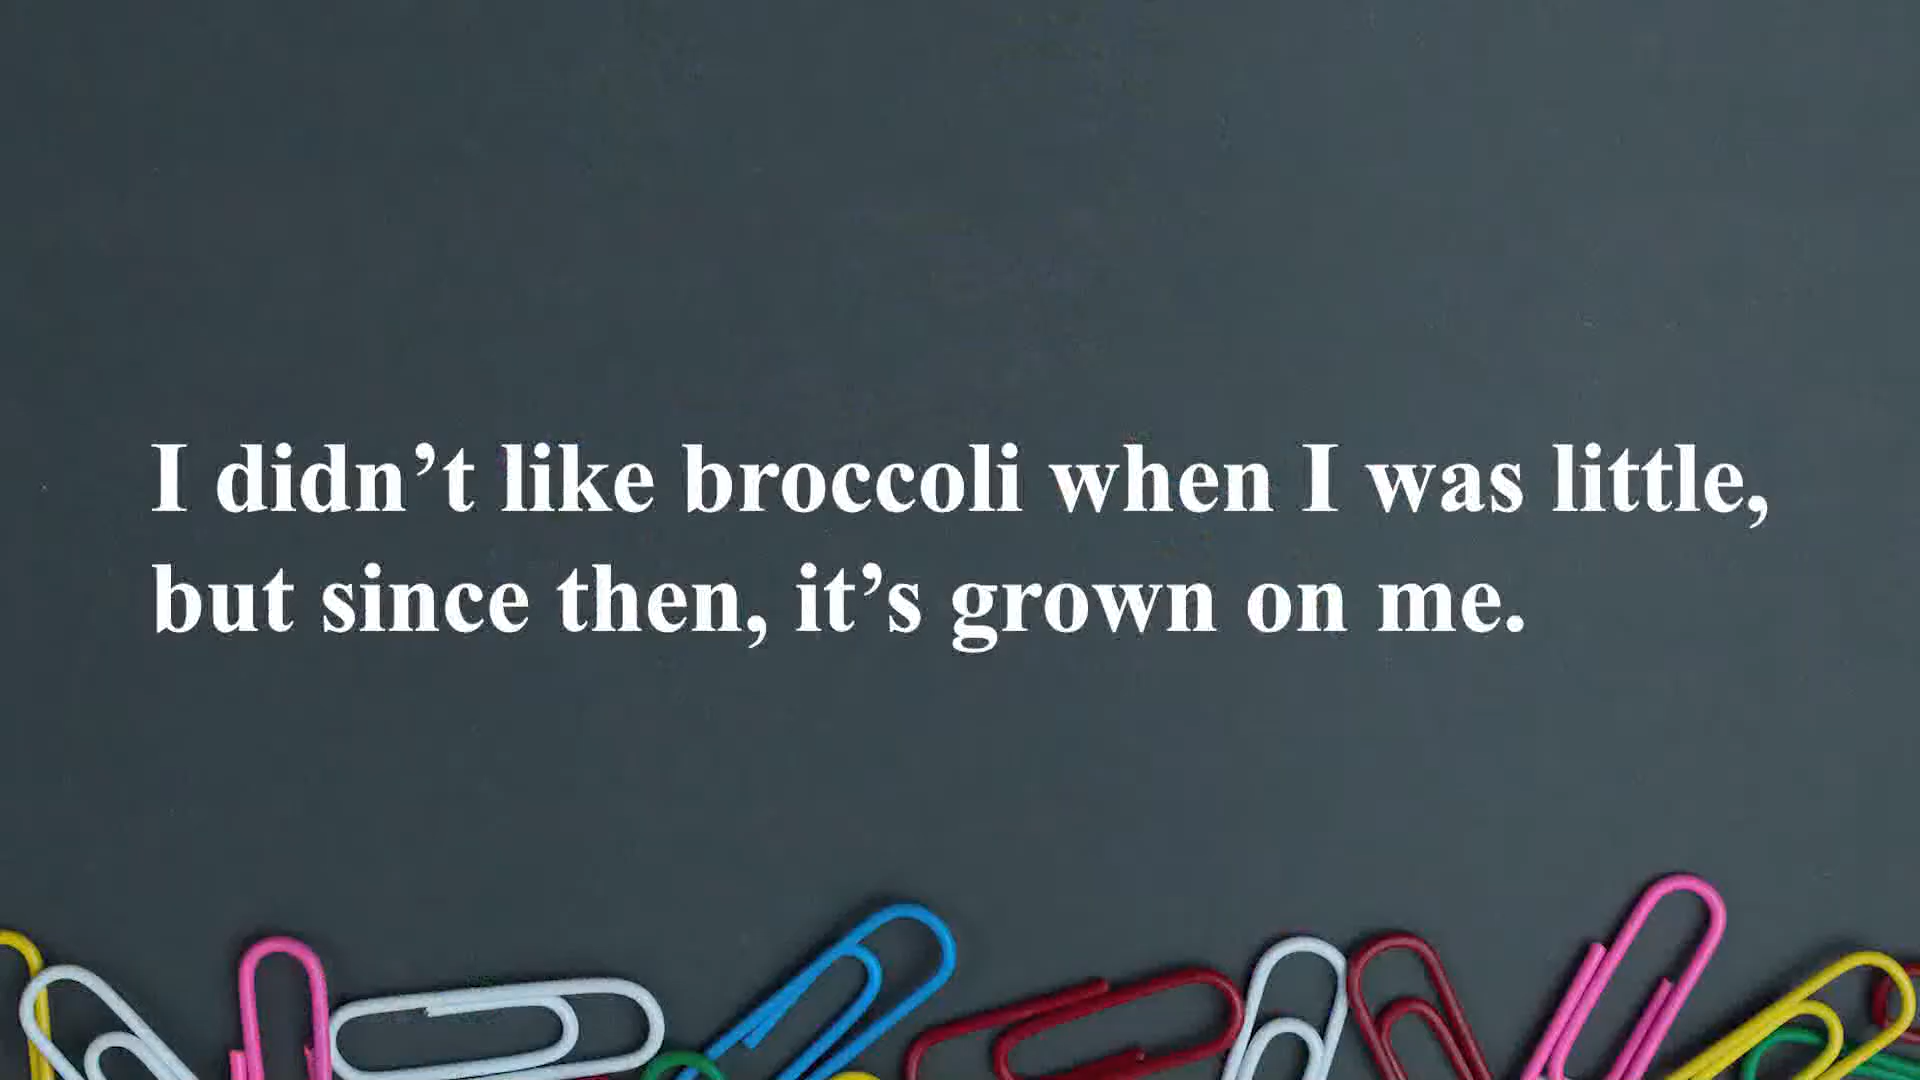 I didn’t like broccoli when I was little,
but since then, it’s grown on me.